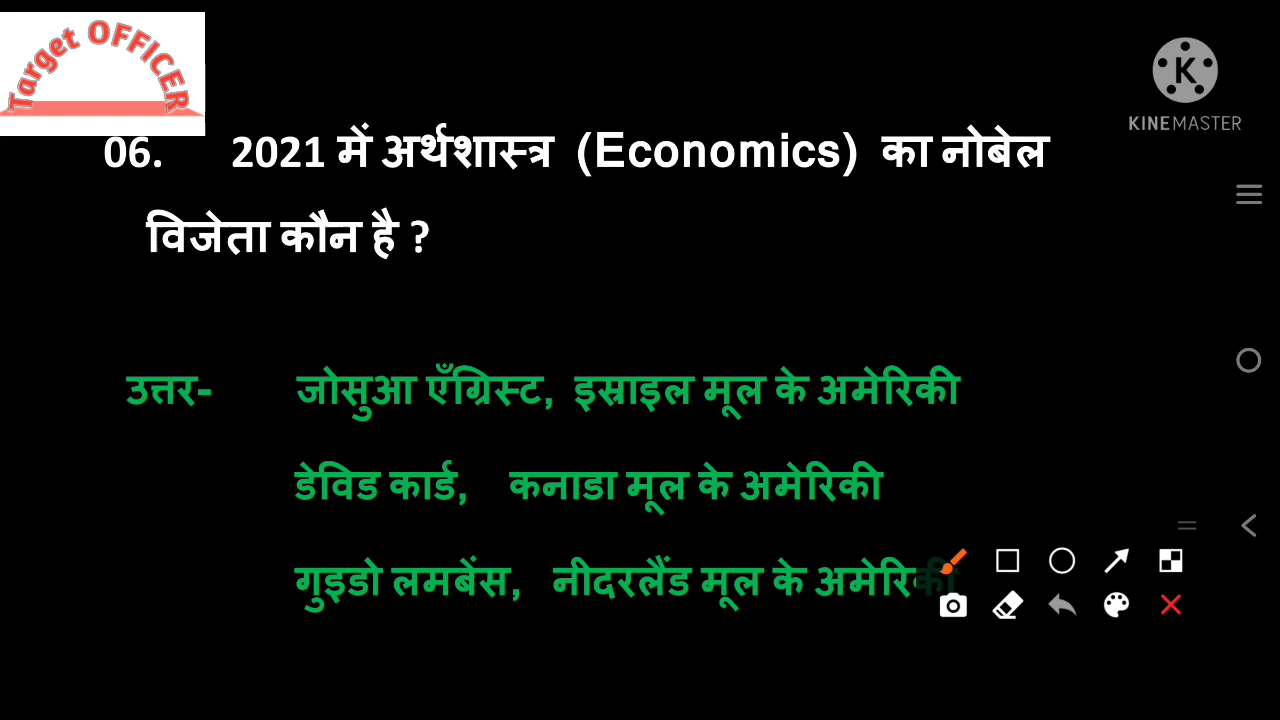 Target OFFICER
K
KINEMASTER
06. 2021 में अर्थशास्त्र (Economics) का नोबेल
विजेता कौन है ?
उत्तर- जोसुआ एँग्रिस्ट, इस्राइल मूल के अमेरिकी
डेविड कार्ड, कनाडा मूल के अमेरिकी
गुइडो लमबेंस, नीदरलैंड मूल के अमेरिकी